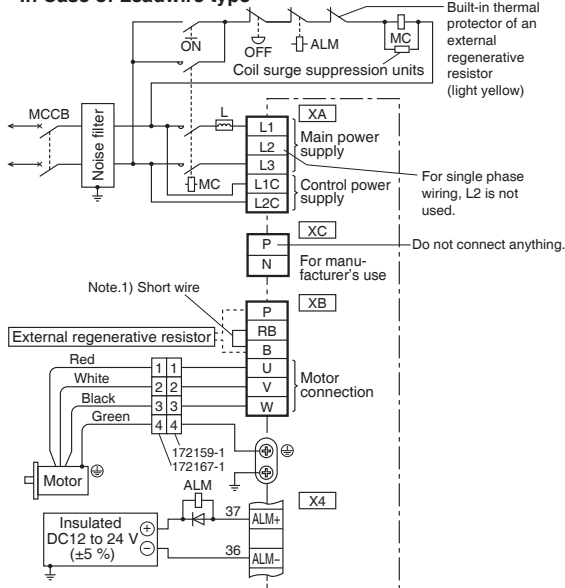 In Case of Leadwire type
ON
OFF
ALM
MC
Coil surge suppression units
Built-in thermal
protector of an
external
regenerative
resistor
(light yellow)
MCCB
Noise filter
L
MC
XA
L1
L2
L3
L1C
L2C
Main power
supply
Control power
supply
For single phase
wiring, L2 is not
used.
XC
P
N
Do not connect anything.
For manu-
facturer's use
Note.1) Short wire
XB
External regenerative resistor
P
RB
B
U
V
W
Motor
connection
Red
White
Black
Green
1 1
2 2
3 3
4 4
172159-1
172167-1
Motor
ALM
X4
Insulated
DC12 to 24 V
(±5 %)
+
−
37
ALM+
36
ALM−